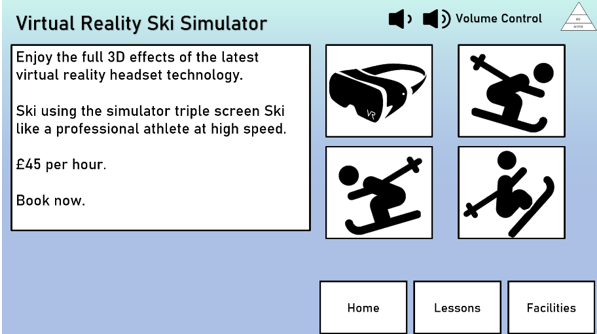 Virtual Reality Ski Simulator
Volume Control
Enjoy the full 3D effects of the latest
virtual reality headset technology.
Ski using the simulator triple screen Ski
like a professional athlete at high speed.
£45 per hour.
Book now.
VR
Home
Lessons
Facilities